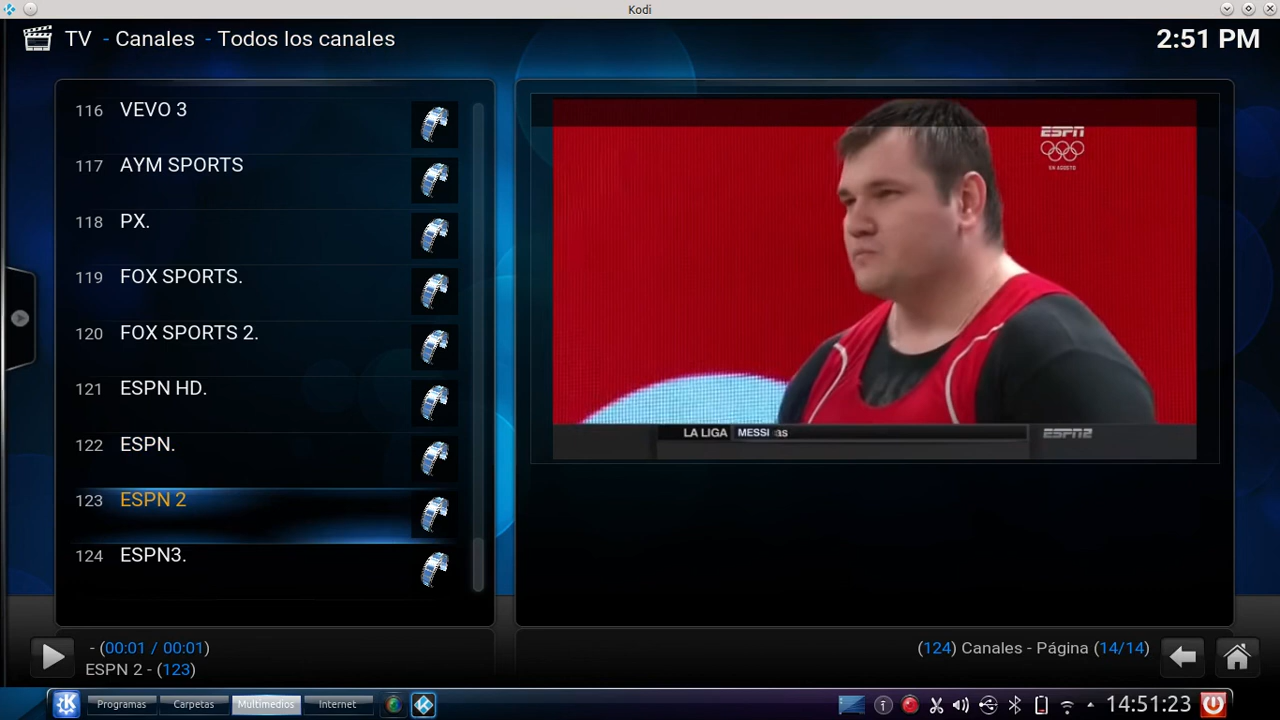 Kodi
TV - Canales - Todos los canales
2:51 PM
116 VEVO 3
117 AYM SPORTS
118 PX.
119 FOX SPORTS.
120 FOX SPORTS 2.
121 ESPN HD.
122 ESPN.
123 ESPN 2
124 ESPN3.
ESPN
LA LIGA MESSI as
ESPN2
- (00:01 / 00:01)
ESPN 2 - (123)
(124) Canales - Página (14/14)
Programas Carpetas Multimedios Internet
14:51:23